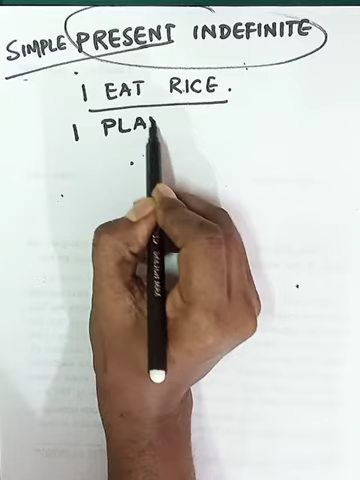 SIMPLE PRESENT INDEFINITE
I EAT RICE.
I PLA